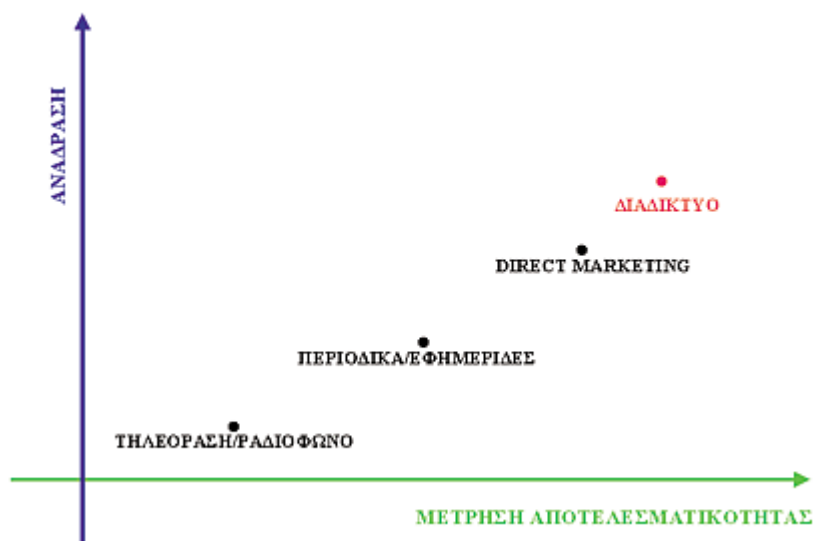 ΑΝΑΔΡΑΣΗ
ΔΙΑΔΙΚΤΥΟ
DIRECT MARKETING
ΠΕΡΙΟΔΙΚΑ/ΕΦΗΜΕΡΙΔΕΣ
ΤΗΛΕΟΡΑΣΗ/ΡΑΔΙΟΦΩΝΟ
ΜΕΤΡΗΣΗ ΑΠΟΤΕΛΕΣΜΑΤΙΚΟΤΗΤΑΣ